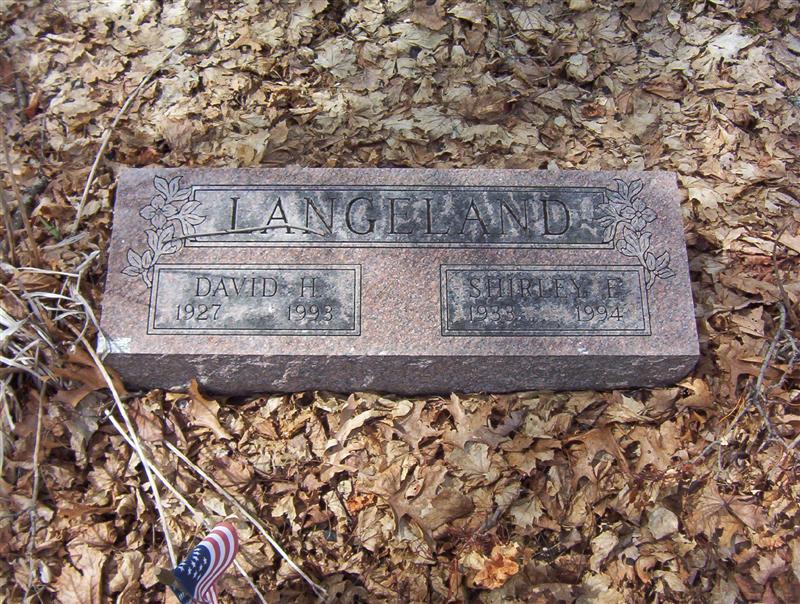 LANGELAND
DAVID H.
1927 1993
SHIRLEY F.
1933 1994